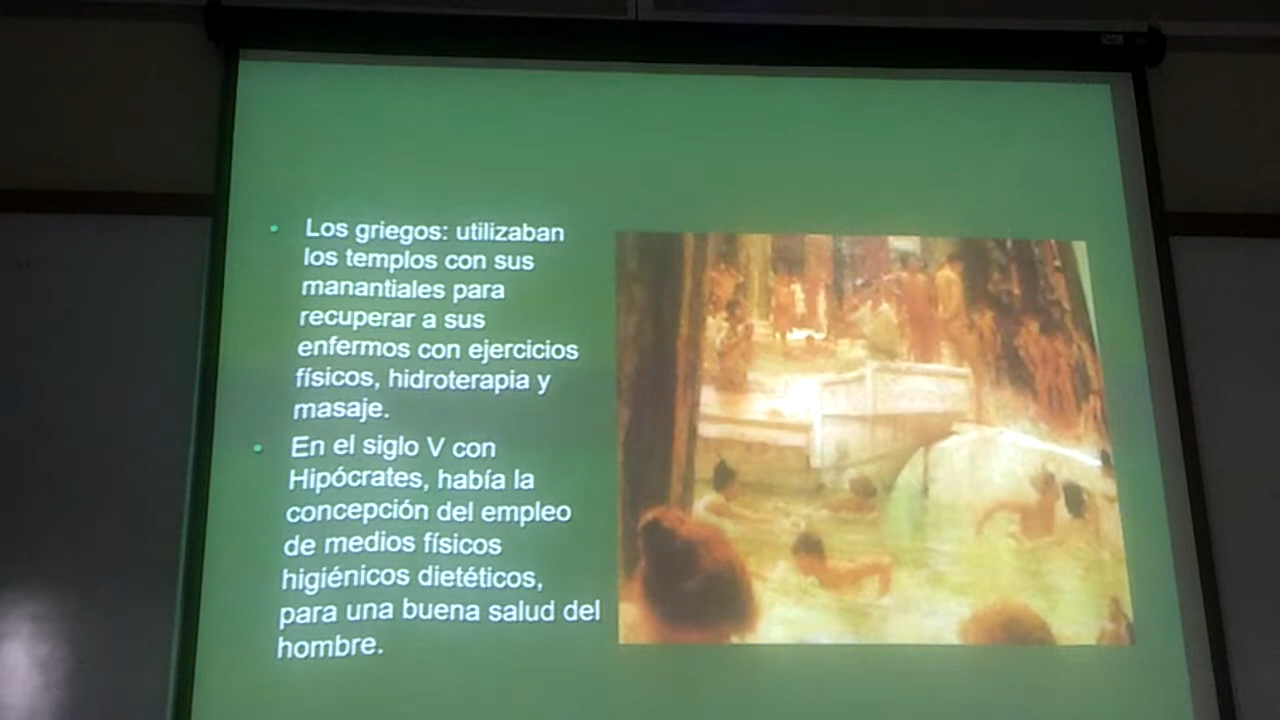 Los griegos: utilizaban
los templos con sus
manantiales para
recuperar a sus
enfermos con ejercicios
físicos, hidroterapia y
masaje.
En el siglo V con
Hipócrates, había la
concepción del empleo
de medios físicos
higiénicos dietéticos,
para una buena salud del
hombre.